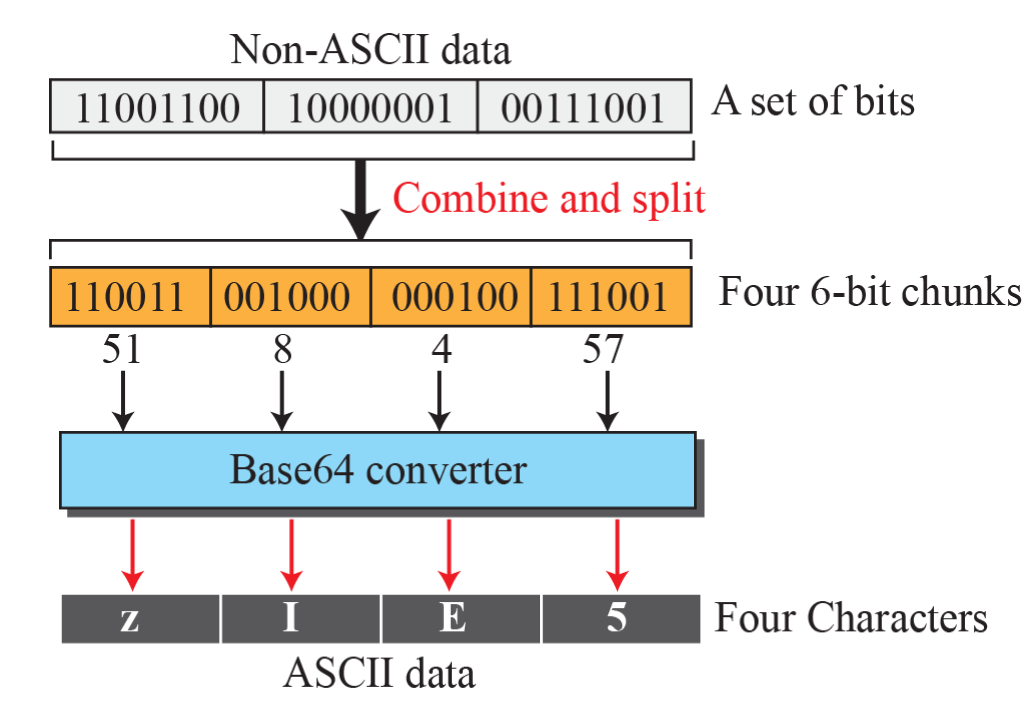 Non-ASCII data
11001100 10000001 00111001 A set of bits
Combine and split
110011 001000 000100 111001 Four 6-bit chunks
51 8 4 57
Base64 converter
z I E 5 Four Characters
ASCII data